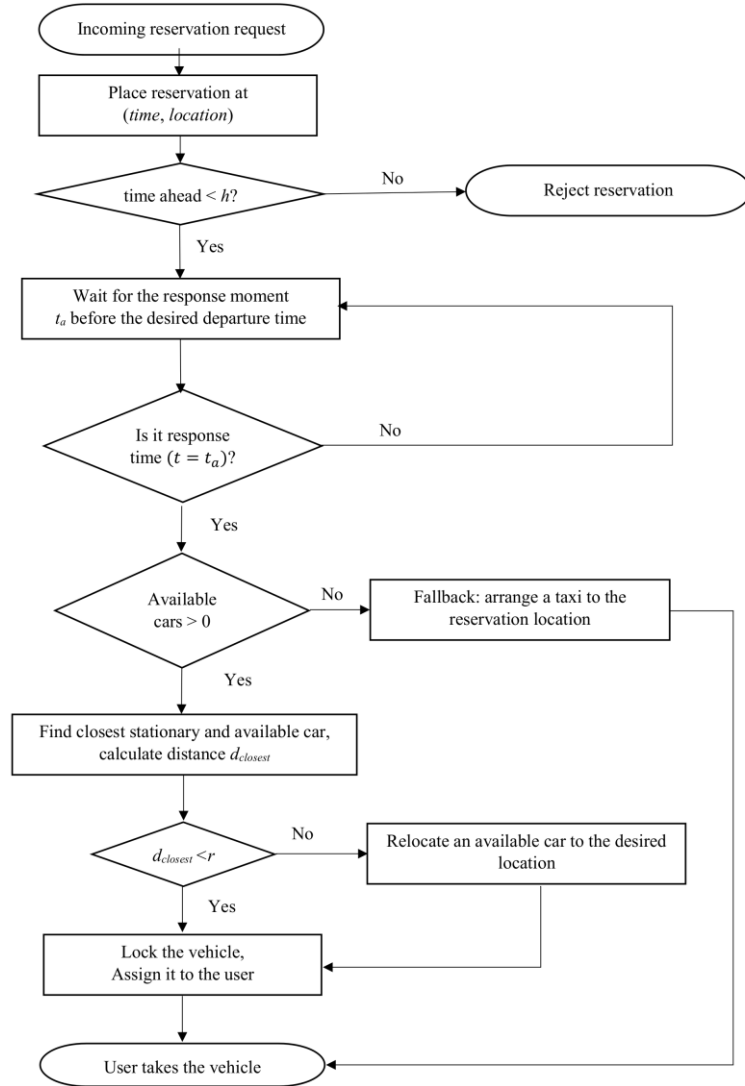 Incoming reservation request
Place reservation at
(time, location)
time ahead < h?
No
Reject reservation
Yes
Wait for the response moment
tₐ before the desired departure time
Is it response
time (t = tₐ)?
No
Yes
Available
cars > 0
No
Fallback: arrange a taxi to the
reservation location
Yes
Find closest stationary and available car,
calculate distance d_closest
d_closest <r
No
Relocate an available car to the desired
location
Yes
Lock the vehicle,
Assign it to the user
User takes the vehicle